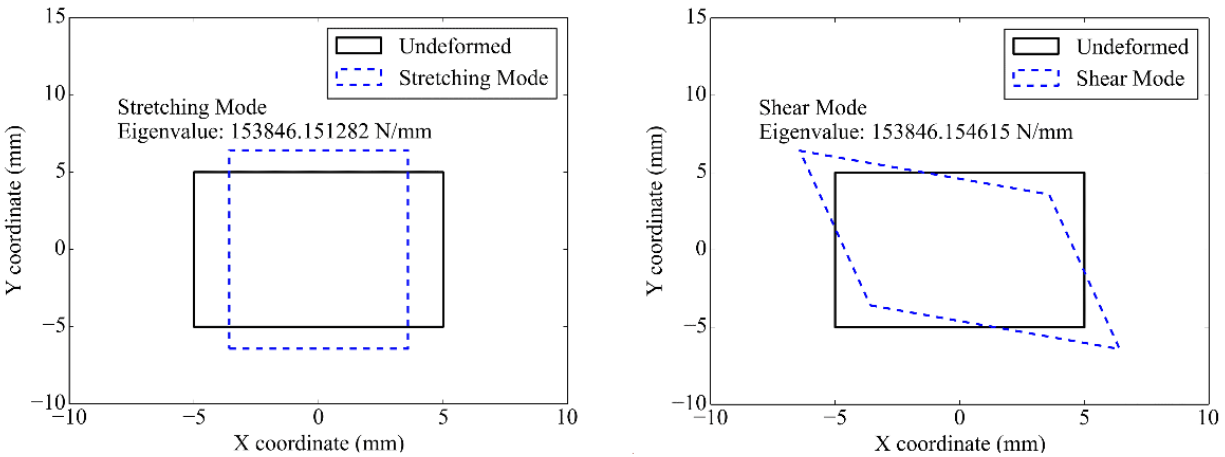 15
10
5
0
−5
−10
−10
−5
0
5
10
Y coordinate (mm)
X coordinate (mm)
Undeformed
Stretching Mode
Stretching Mode
Eigenvalue: 153846.151282 N/mm
15
10
5
0
−5
−10
−10
−5
0
5
10
Y coordinate (mm)
X coordinate (mm)
Undeformed
Shear Mode
Shear Mode
Eigenvalue: 153846.154615 N/mm